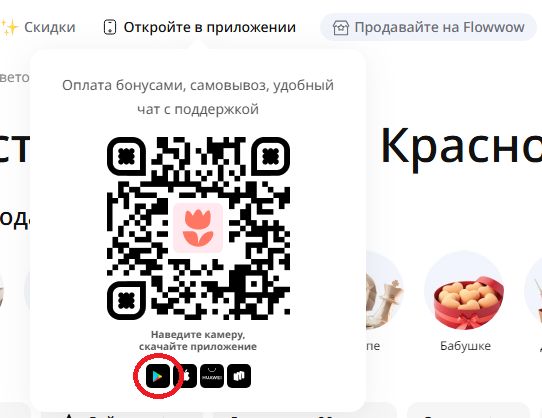 Скидки
Откройте в приложении
Продавайте на Flowwow
Оплата бонусами, самовывоз, удобный
чат с поддержкой
Красно
Наведите камеру,
скачайте приложение
HUAWEI
Бабушке